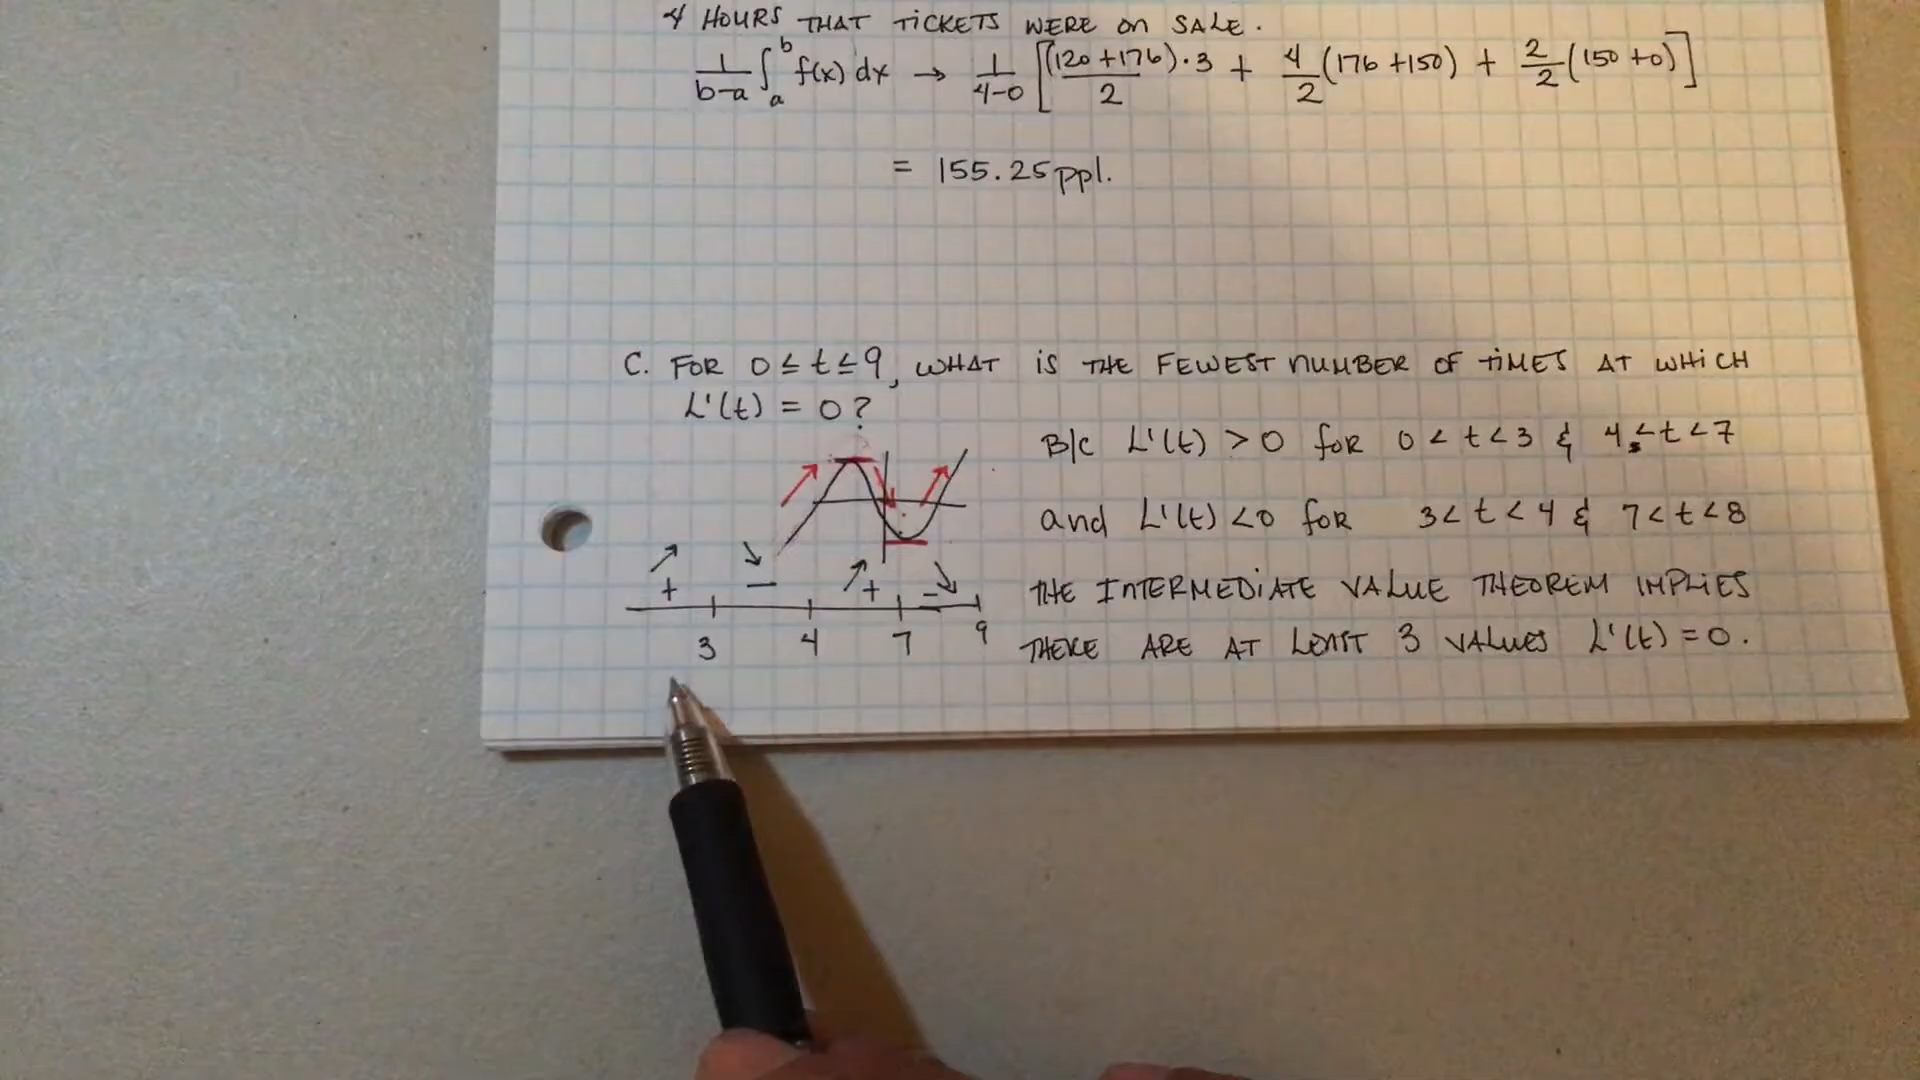 4 HOURS THAT TICKETS WERE ON SALE.
1/(b-a) ∫_a^b f(x) dx → 1/(4-0) [(120+176)·3/2 + 4/2 (176+150) + 2/2 (150+0)]
= 155.25 ppl.
C. FOR 0≤t≤9, WHAT IS THE FEWEST NUMBER OF TIMES AT WHICH
L'(t) = 0?
B/C L'(t) > 0 for 0<t<3 & 4<t<7
and L'(t) <0 for 3<t<4 & 7<t<8
THE INTERMEDIATE VALUE THEOREM IMPLIES
THERE ARE AT LEAST 3 VALUES L'(t)=0.
+ − + −
3 4 7 9